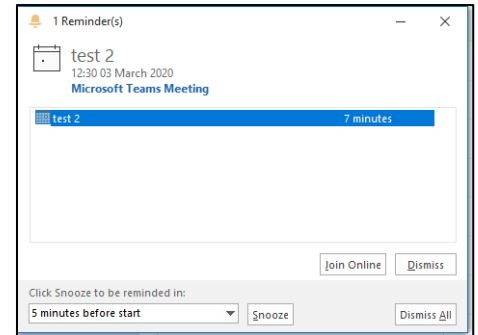 1 Reminder(s)
test 2
12:30 03 March 2020
Microsoft Teams Meeting
test 2 7 minutes
Join Online Dismiss
Click Snooze to be reminded in:
5 minutes before start Snooze Dismiss All